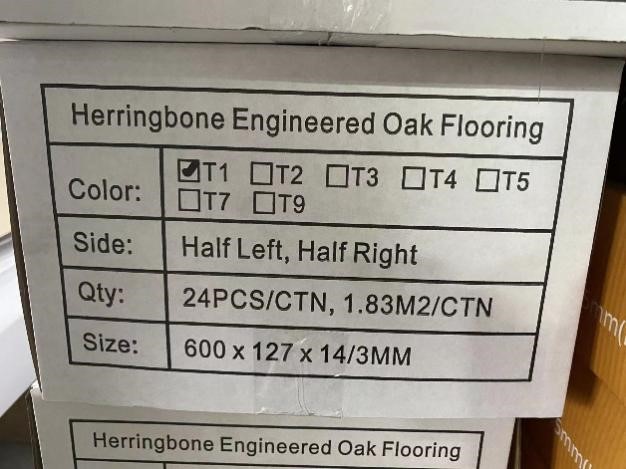 Herringbone Engineered Oak Flooring
Color: ☑T1 ☐T2 ☐T3 ☐T4 ☐T5
☐T7 ☐T9
Side: Half Left, Half Right
Qty: 24PCS/CTN, 1.83M2/CTN
Size: 600 x 127 x 14/3MM
Herringbone Engineered Oak Flooring